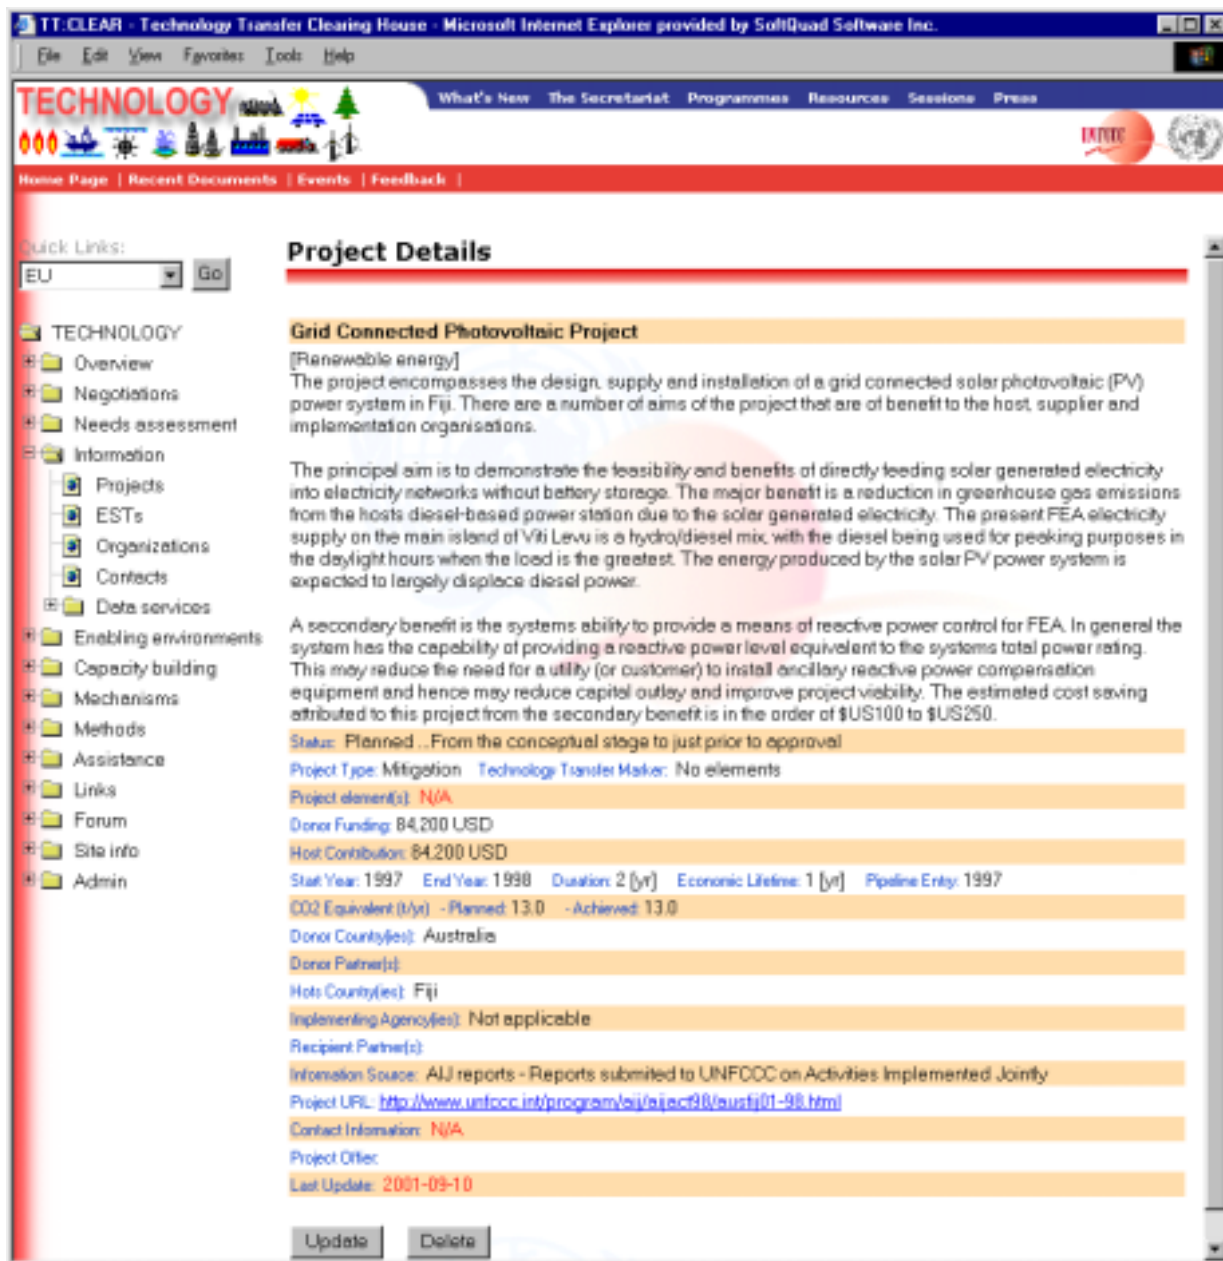 TT:CLEAR - Technology Transfer Clearing House - Microsoft Internet Explorer provided by SoftQuad Software Inc.
File Edit View Favorites Tools Help
TECHNOLOGY
What's New The Secretariat Programmes Resources Sessions Press
UNFCCC
Home Page | Recent Documents | Events | Feedback |
Quick Links:
EU Go
TECHNOLOGY
Overview
Negotiations
Needs assessment
Information
Projects
ESTs
Organizations
Contacts
Data services
Enabling environments
Capacity building
Mechanisms
Methods
Assistance
Links
Forum
Site info
Admin
Project Details
Grid Connected Photovoltaic Project
[Renewable energy]
The project encompasses the design, supply and installation of a grid connected solar photovoltaic (PV)
power system in Fiji. There are a number of aims of the project that are of benefit to the host, supplier and
implementation organisations.
The principal aim is to demonstrate the feasibility and benefits of directly feeding solar generated electricity
into electricity networks without battery storage. The major benefit is a reduction in greenhouse gas emissions
from the hosts diesel-based power station due to the solar generated electricity. The present FEA electricity
supply on the main island of Viti Levu is a hydro/diesel mix, with the diesel being used for peaking purposes in
the daylight hours when the load is the greatest. The energy produced by the solar PV power system is
expected to largely displace diesel power.
A secondary benefit is the systems ability to provide a means of reactive power control for FEA. In general the
system has the capability of providing a reactive power level equivalent to the systems total power rating.
This may reduce the need for a utility (or customer) to install ancillary reactive power compensation
equipment and hence may reduce capital outlay and improve project viability. The estimated cost saving
attributed to this project from the secondary benefit is in the order of $US100 to $US250.
Status: Planned ...From the conceptual stage to just prior to approval
Project Type: Mitigation Technology Transfer Marker: No elements
Project element(s): N/A
Donor Funding: 84,200 USD
Host Contribution: 84,200 USD
Start Year: 1997 End Year: 1998 Duration: 2 [yr] Economic Lifetime: 1 [yr] Pipeline Entry: 1997
CO2 Equivalent (t/yr) - Planned: 13.0 - Achieved: 13.0
Donor Country(ies): Australia
Donor Partner(s):
Hots Country(ies): Fiji
Implementing Agency(ies): Not applicable
Recipient Partner(s):
Information Source: AIJ reports - Reports submited to UNFCCC on Activities Implemented Jointly
Project URL: http://www.unfccc.int/program/aij/aijact98/ausfij01-98.html
Contact Information: N/A
Project Offier:
Last Update: 2001-09-10
Update Delete